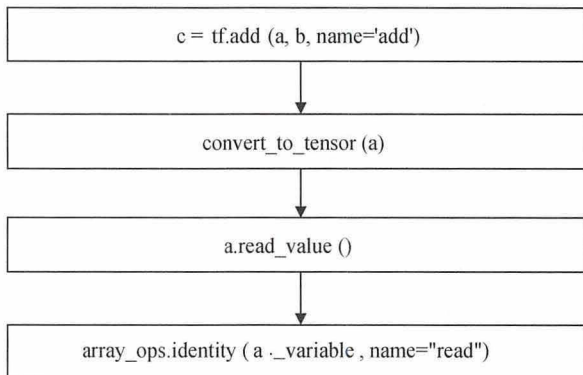 c = tf.add (a, b, name='add')
convert_to_tensor (a)
a.read_value ()
array_ops.identity ( a ._variable , name="read")